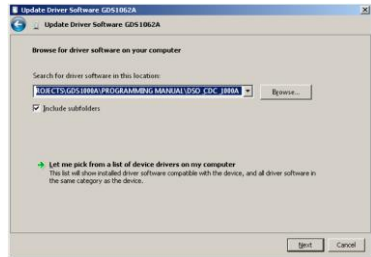 Update Driver Software GDS1062A
Update Driver Software GDS1062A
Browse for driver software on your computer
Search for driver software in this location:
ROJECTS\GDS1000A\PROGRAMMING MANUAL\DSO_CDC_1000A
Browse...
Include subfolders
Let me pick from a list of device drivers on my computer
This list will show installed driver software compatible with the device, and all driver software in
the same category as the device.
Next
Cancel